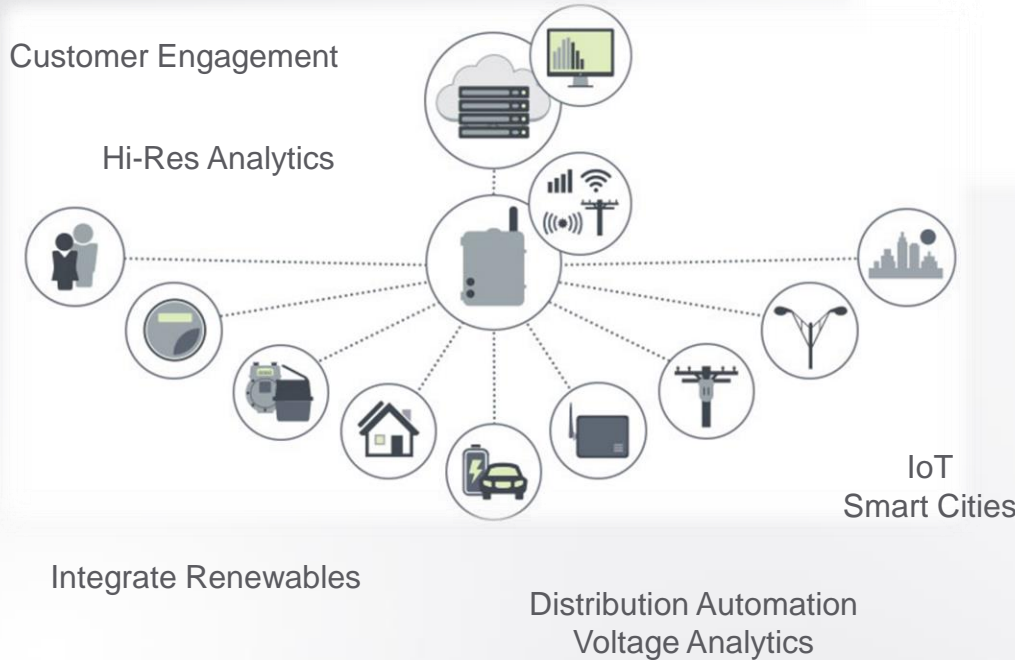 Customer Engagement
Hi-Res Analytics
IoT
Smart Cities
Integrate Renewables
Distribution Automation
Voltage Analytics